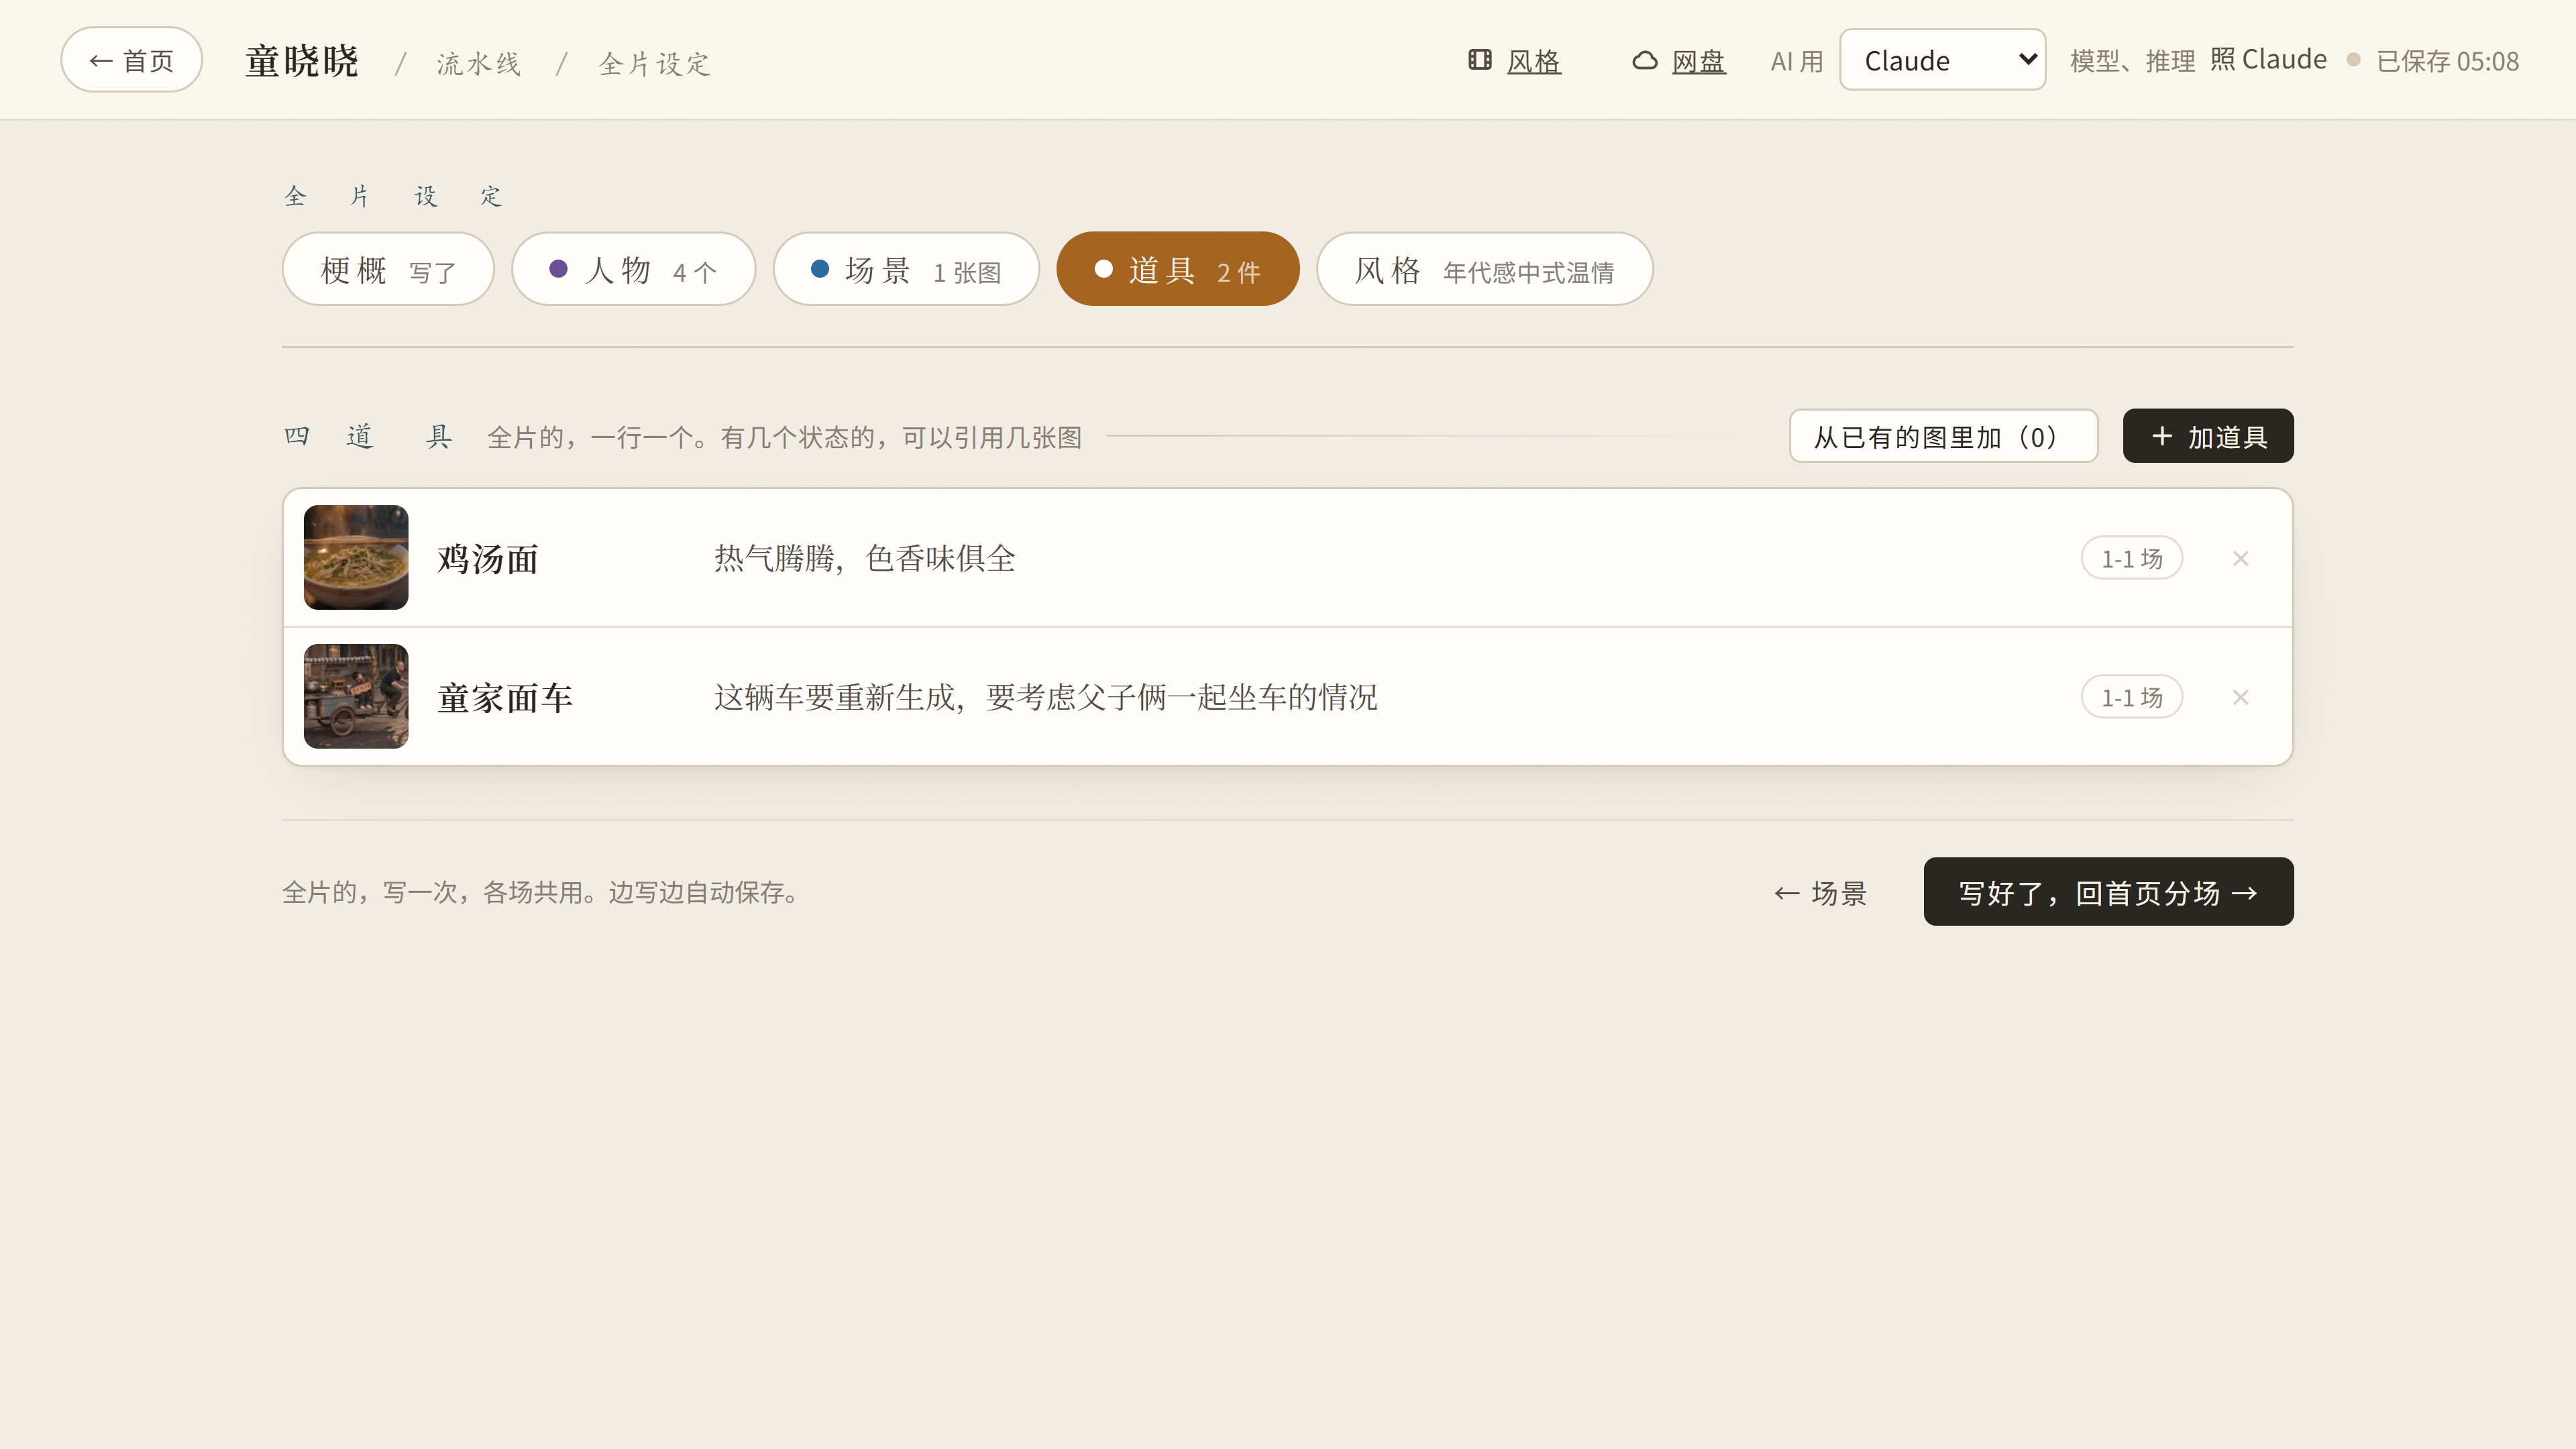 ← 首页 童晓晓 / 流水线 / 全片设定 风格 网盘 AI 用 Claude 模型、推理 照 Claude 已保存 05:08
全片设定
梗概 写了 人物 4 个 场景 1 张图 道具 2 件 风格 年代感中式温情
四 道具 全片的，一行一个。有几个状态的，可以引用几张图 从已有的图里加（0） + 加道具
鸡汤面 热气腾腾，色香味俱全 1-1 场 ×
童家面车 这辆车要重新生成，要考虑父子俩一起坐车的情况 1-1 场 ×
全片的，写一次，各场共用。边写边自动保存。 ← 场景 写好了，回首页分场 →